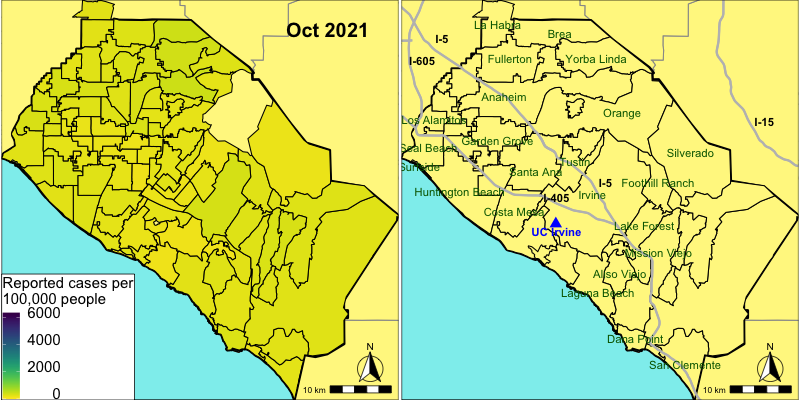 Oct 2021
Reported cases per
100,000 people
6000
4000
2000
0
N
10 km
La Habra
Brea
I-5
I-605
Fullerton
Yorba Linda
Anaheim
Orange
I-15
Los Alamitos
Garden Grove
Seal Beach
Silverado
Sunside
Tustin
Santa Ana
I-5
Foothill Ranch
Huntington Beach
I-405
Irvine
Costa Mesa
UC Irvine
Lake Forest
Mission Viejo
Aliso Viejo
Laguna Beach
Dana Point
San Clemente
N
10 km